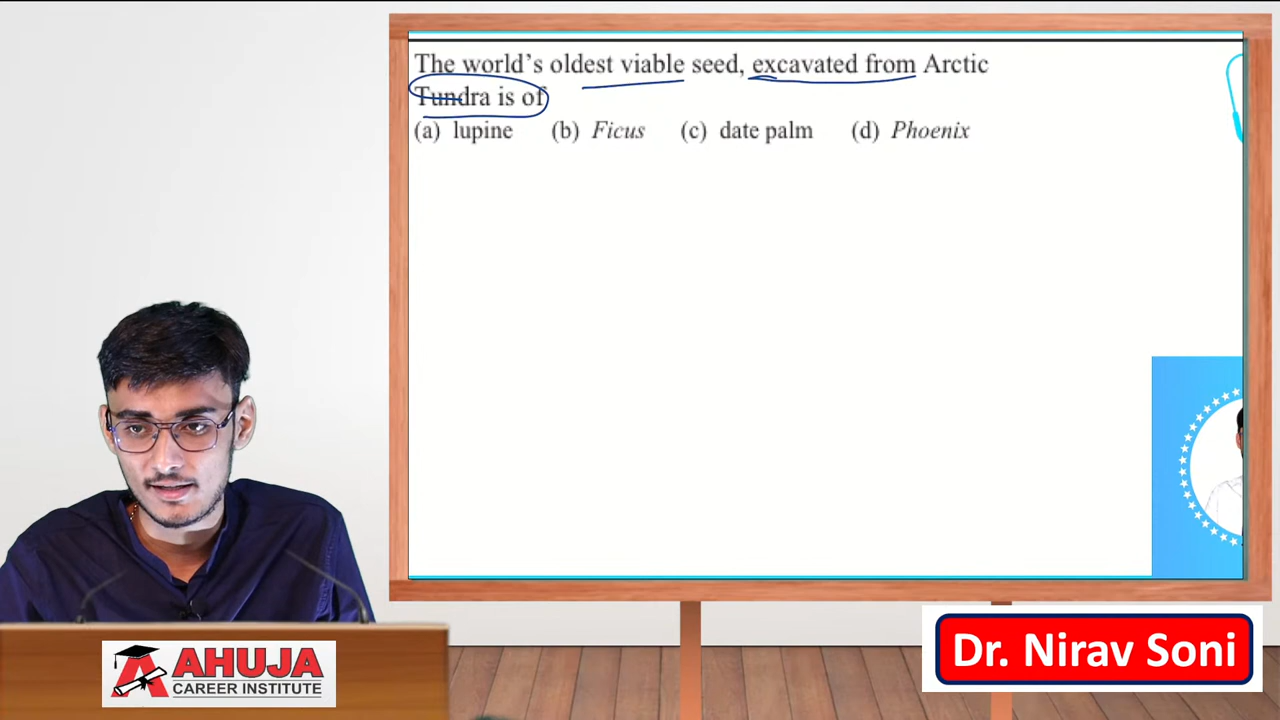 The world's oldest viable seed, excavated from Arctic
Tundra is of
(a) lupine (b) Ficus (c) date palm (d) Phoenix
Dr. Nirav Soni
AHUJA
CAREER INSTITUTE